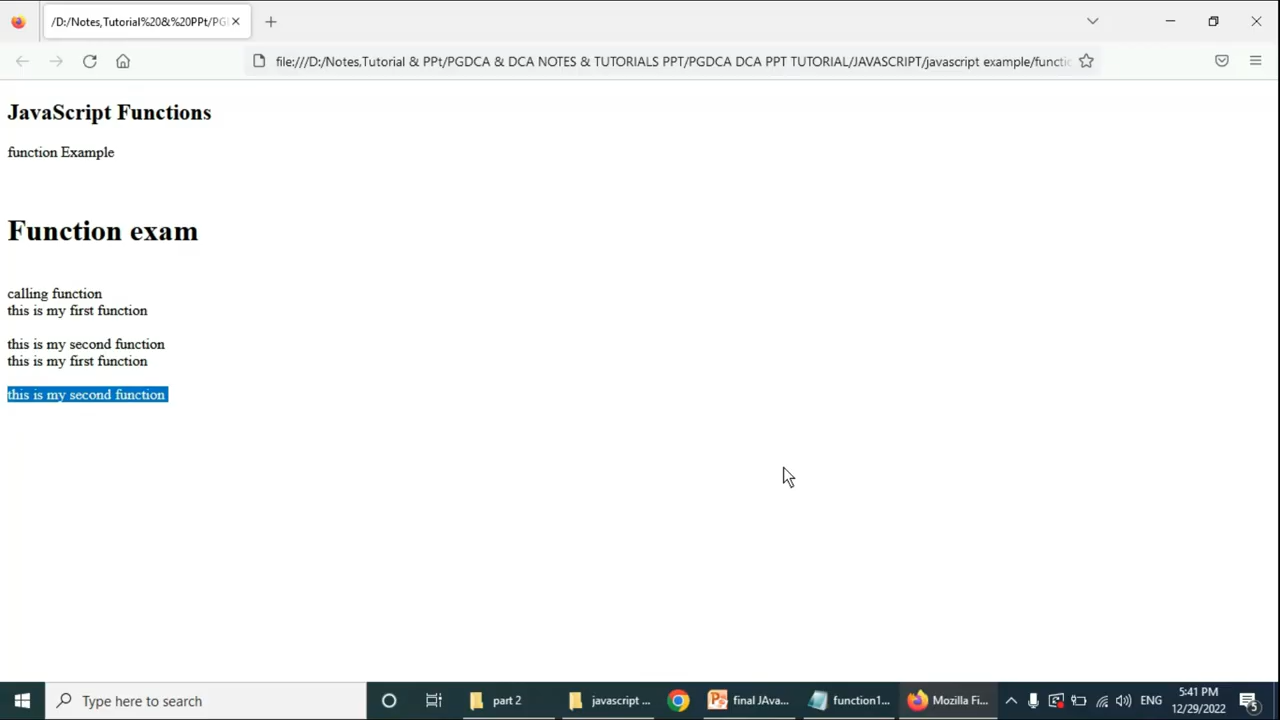 /D:/Notes,Tutorial%20&%20PPt/PG
file:///D:/Notes,Tutorial & PPt/PGDCA & DCA NOTES & TUTORIALS PPT/PGDCA DCA PPT TUTORIAL/JAVASCRIPT/javascript example/functio
JavaScript Functions
function Example
Function exam
calling function
this is my first function
this is my second function
this is my first function
this is my second function
Type here to search
part 2
javascript ...
final JAva...
function1...
Mozilla Fi...
ENG
5:41 PM
12/29/2022
5